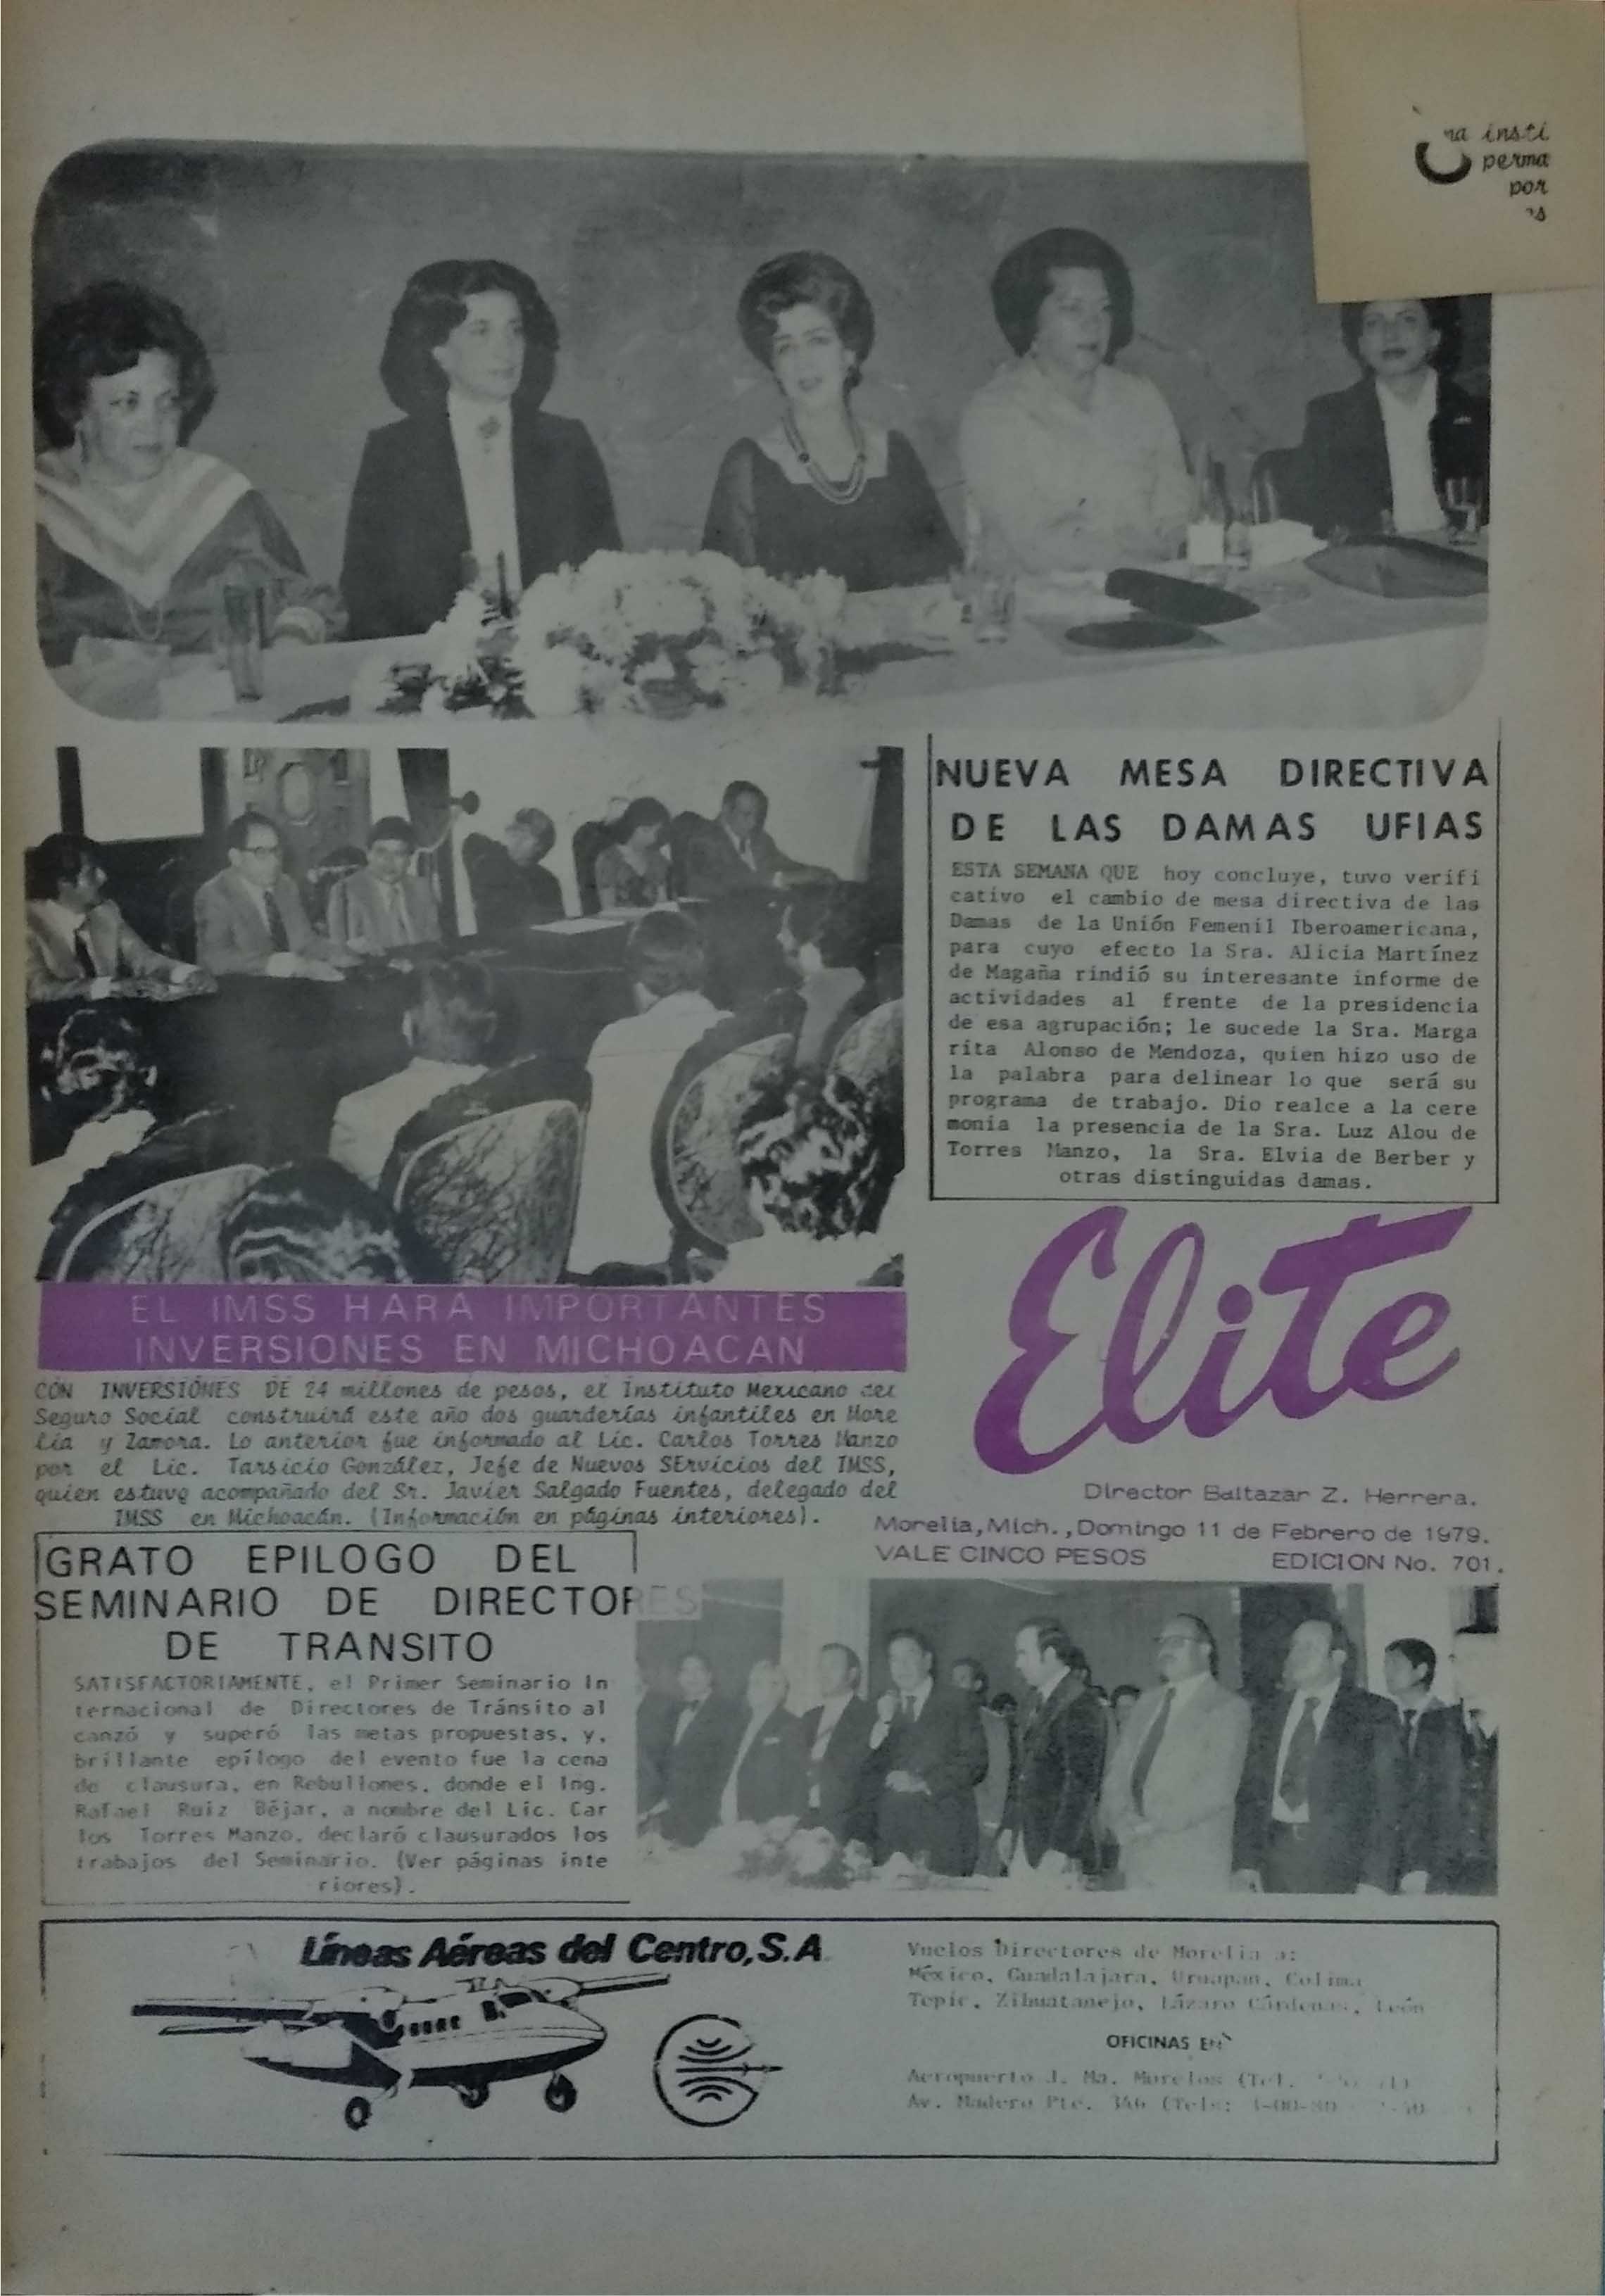 insti
perma
por
NUEVA MESA DIRECTIVA
DE LAS DAMAS UFIAS
ESTA SEMANA QUE hoy concluye, tuvo verifi
cativo el cambio de mesa directiva de las
Damas de la Unión Femenil Iberoamericana,
para cuyo efecto la Sra. Alicia Martínez
de Magaña rindió su interesante informe de
actividades al frente de la presidencia
de esa agrupación; le sucede la Sra. Marga
rita Alonso de Mendoza, quien hizo uso de
la palabra para delinear lo que será su
programa de trabajo. Dio realce a la cere
monia la presencia de la Sra. Luz Alou de
Torres Manzo, la Sra. Elvia de Berber y
otras distinguidas damas.
EL IMSS HARA IMPORTANTES
INVERSIONES EN MICHOACAN
CON INVERSIONES DE 24 millones de pesos, el Instituto Mexicano del
Seguro Social construirá este año dos guarderías infantiles en More
lia y Zamora. Lo anterior fue informado al Lic. Carlos Torres Manzo
por el Lic. Tarsicio González, Jefe de Nuevos SErvicios del IMSS,
quien estuvo acompañado del Sr. Javier Salgado Fuentes, delegado del
IMSS en Michoacán. (Información en páginas interiores).
Elite
Director Baltazar Z. Herrera.
Morelia, Mich., Domingo 11 de Febrero de 1979.
VALE CINCO PESOS EDICION No. 701.
GRATO EPILOGO DEL
SEMINARIO DE DIRECTORES
DE TRANSITO
SATISFACTORIAMENTE, el Primer Seminario In
ternacional de Directores de Tránsito al
canzó y superó las metas propuestas, y,
brillante epílogo del evento fue la cena
de clausura, en Rebullones, donde el Ing.
Rafael Ruiz Béjar, a nombre del Lic. Car
los Torres Manzo, declaró clausurados los
trabajos del Seminario. (Ver páginas inte
riores).
Líneas Aéreas del Centro, S.A.
Vuelos Directores de Morelia a:
México, Guadalajara, Uruapan, Colima
Tepic, Zihuatanejo, Lázaro Cárdenas, León
OFICINAS EN
Aeropuerto J. Ma. Morelos (Tel.
Av. Madero Pte. 346 (Tels: